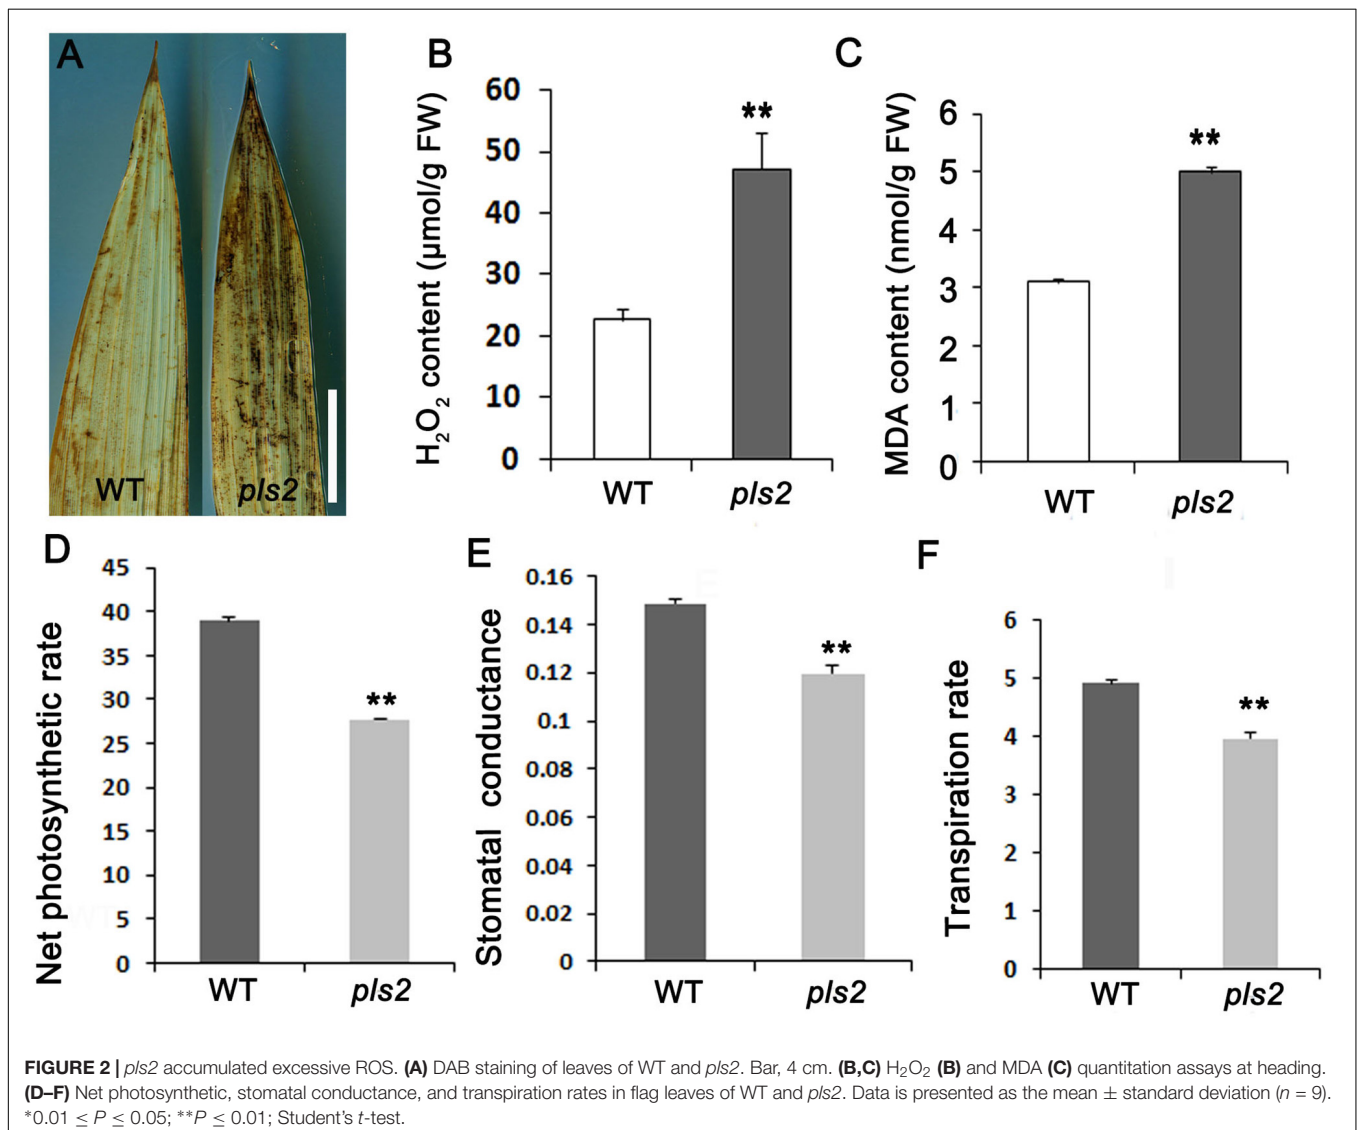 A
WT
pls2
B
H₂O₂ content (µmol/g FW)
60
50
40
30
20
10
0
**
WT
pls2
C
MDA content (nmol/g FW)
6
5
4
3
2
1
0
**
WT
pls2
D
Net photosynthetic rate
45
40
35
30
25
20
15
10
5
0
**
WT
pls2
E
Stomatal conductance
0.16
0.14
0.12
0.1
0.08
0.06
0.04
0.02
0
**
WT
pls2
F
Transpiration rate
6
5
4
3
2
1
0
**
WT
pls2
FIGURE 2 | pls2 accumulated excessive ROS. (A) DAB staining of leaves of WT and pls2. Bar, 4 cm. (B,C) H₂O₂ (B) and MDA (C) quantitation assays at heading.
(D–F) Net photosynthetic, stomatal conductance, and transpiration rates in flag leaves of WT and pls2. Data is presented as the mean ± standard deviation (n = 9).
*0.01 ≤ P ≤ 0.05; **P ≤ 0.01; Student's t-test.